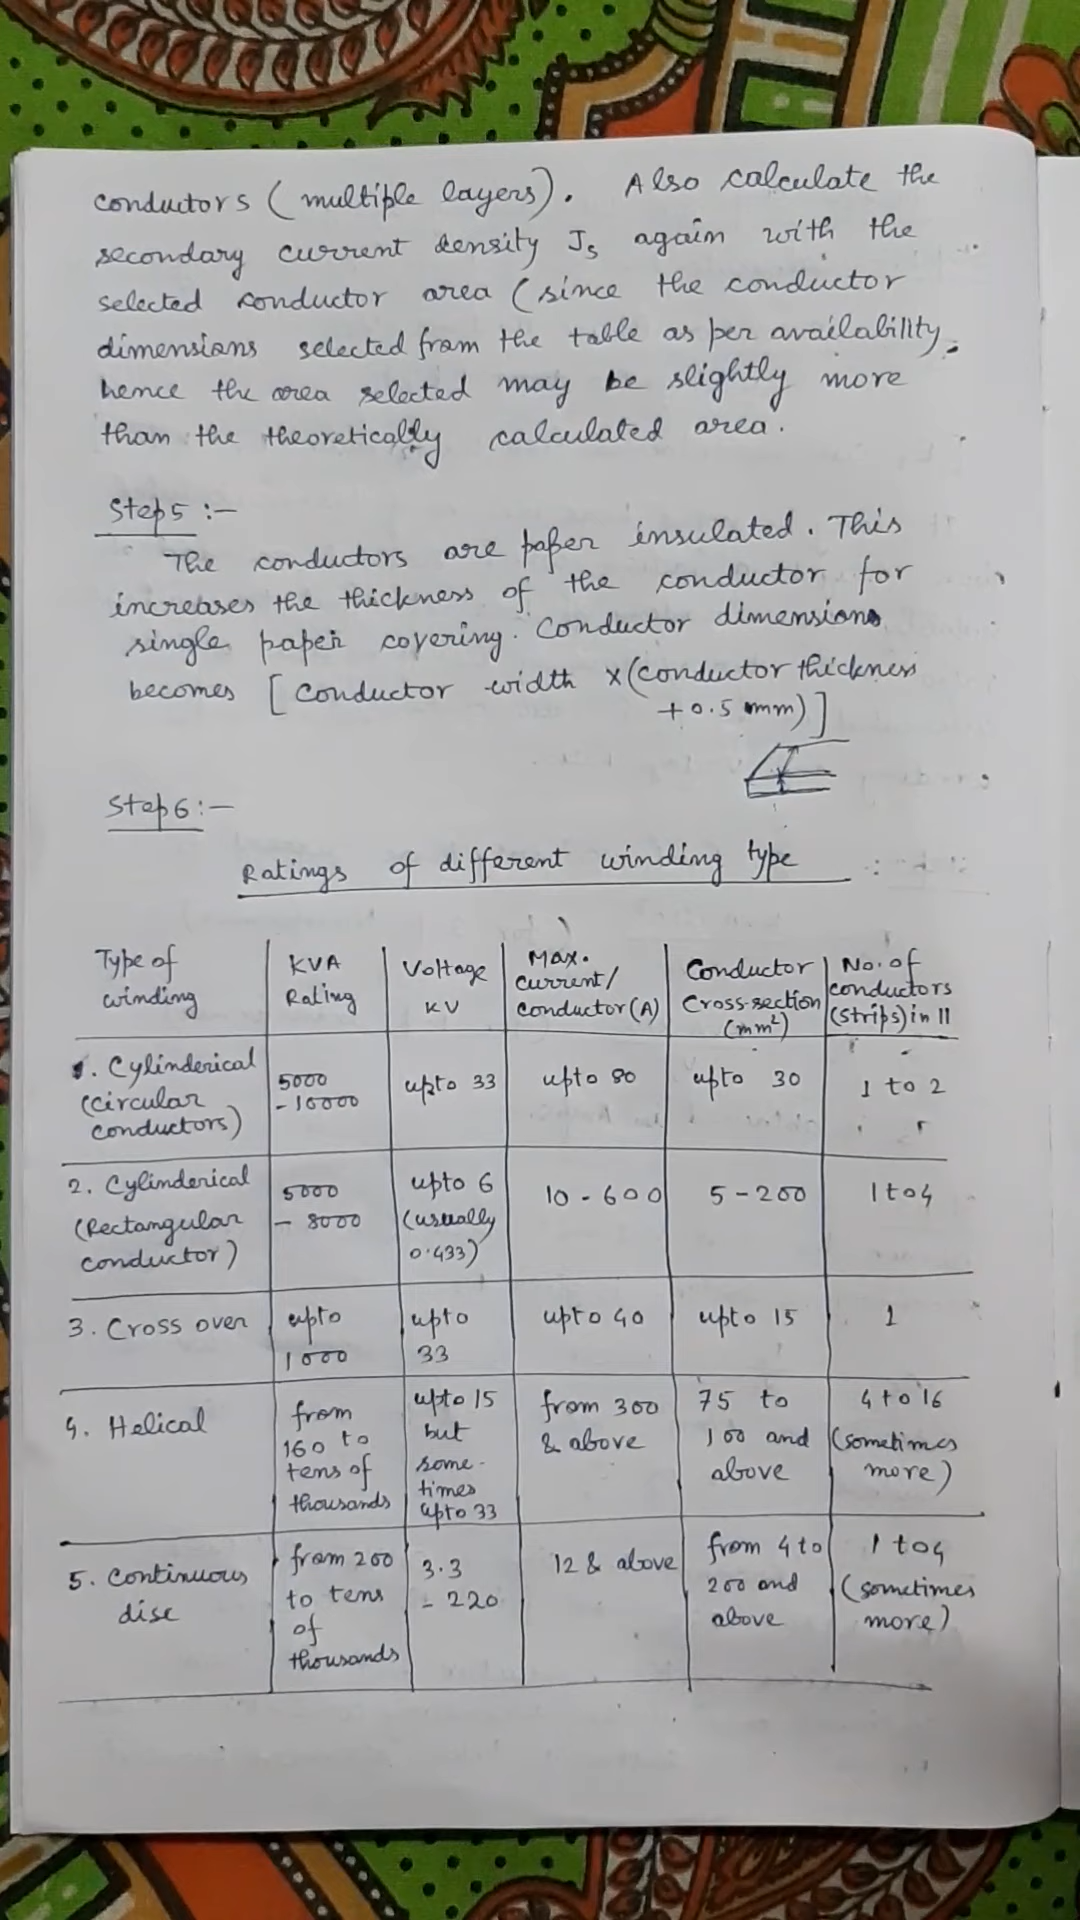 conductors (multiple layers). Also calculate the
secondary current density Js again with the
selected conductor area (since the conductor
dimensions selected from the table as per availability,
hence the area selected may be slightly more
than the theoretically calculated area.
Step 5 :-
The conductors are paper insulated. This
increases the thickness of the conductor for
single paper covering. Conductor dimensions
becomes [conductor width x (conductor thickness
+ 0.5 mm)]
Step 6 :-
Ratings of different winding type
Type of winding | KVA Rating | Voltage KV | Max. current/conductor (A) | Conductor Cross-section (mm²) | No. of conductors (strips) in ||
1. Cylinderical (circular conductors) | 5000 - 10000 | upto 33 | upto 80 | upto 30 | 1 to 2
2. Cylinderical (Rectangular conductor) | 5000 - 8000 | upto 6 (usually 0.433) | 10 - 600 | 5 - 200 | 1 to 4
3. Cross over | upto 1000 | upto 33 | upto 40 | upto 15 | 1
4. Helical | from 160 to tens of thousands | upto 15 but some-times upto 33 | from 300 & above | 75 to 100 and above | 4 to 16 (sometimes more)
5. Continuous disc | from 200 to tens of thousands | 3.3 - 220 | 12 & above | from 4 to 200 and above | 1 to 4 (sometimes more)